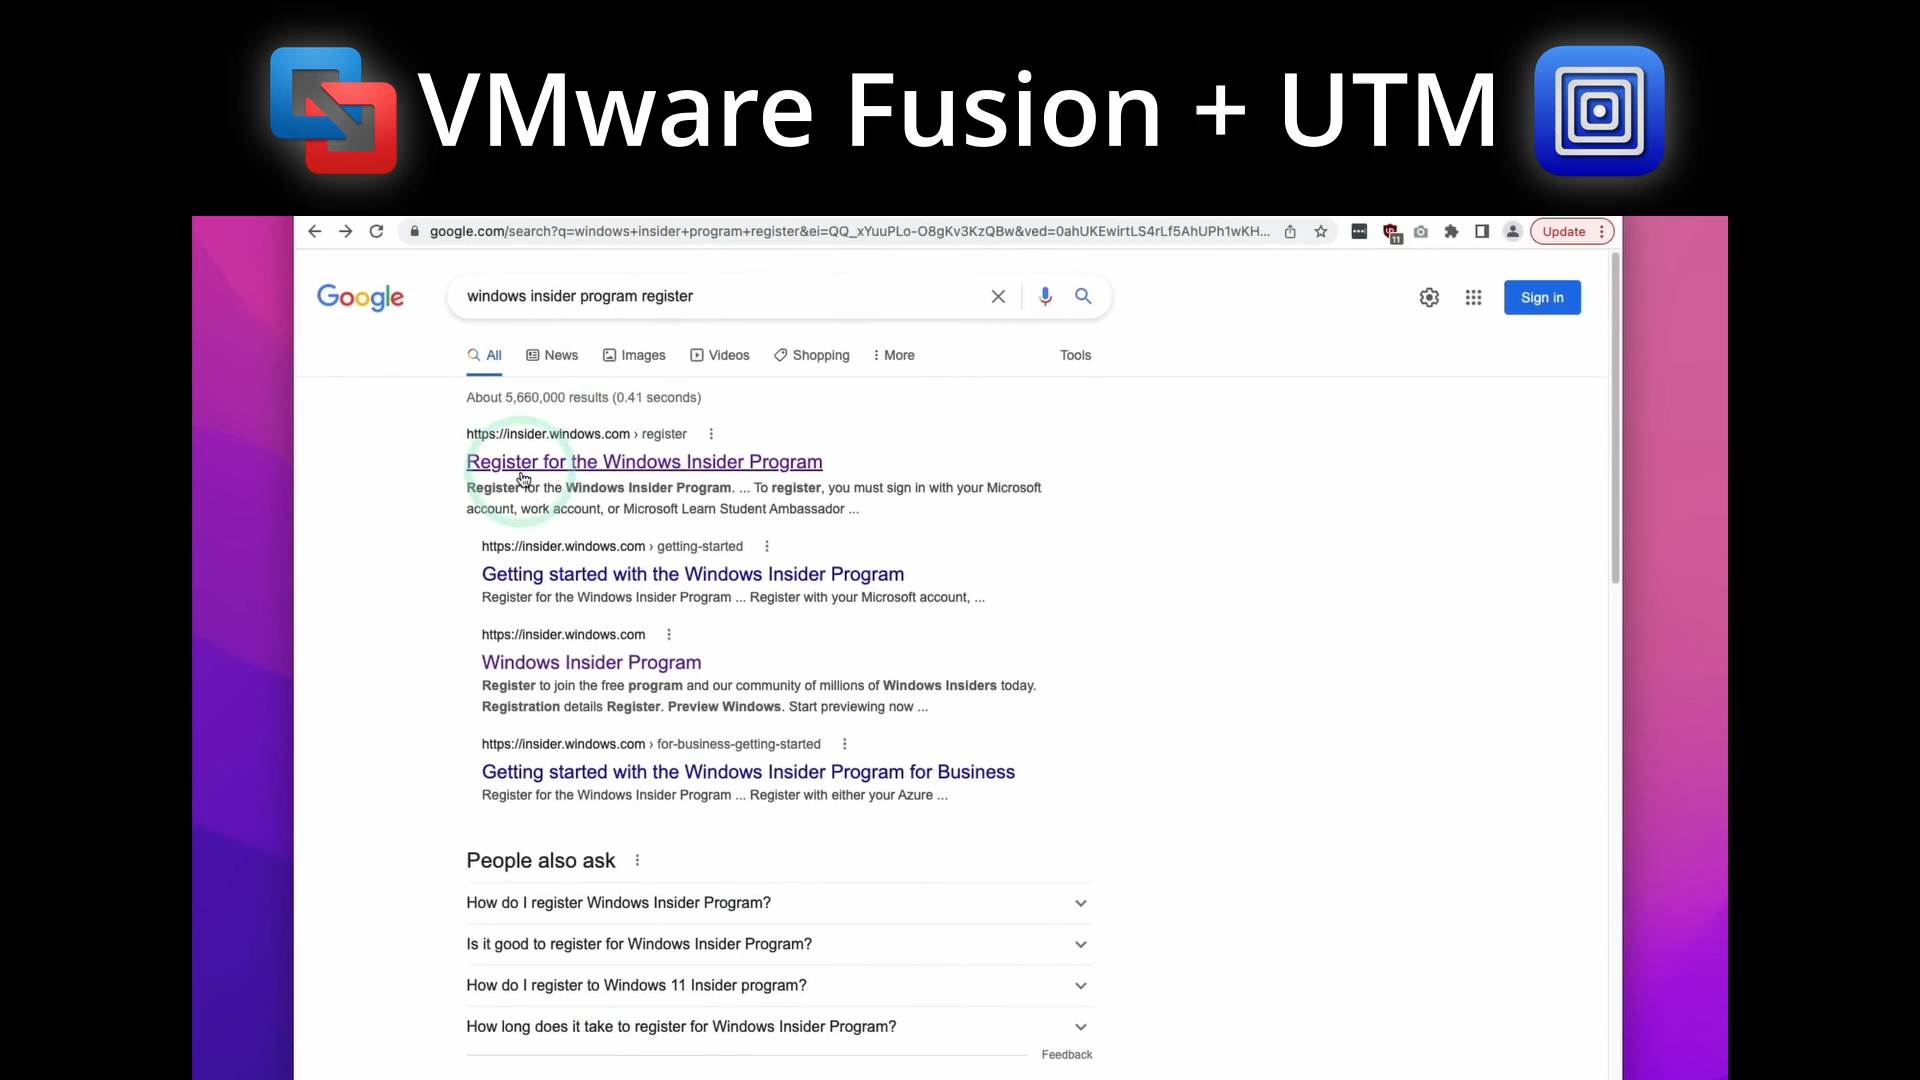 VMware Fusion + UTM
google.com/search?q=windows+insider+program+register&ei=QQ_xYuuPLo-O8gKv3KzQBw&ved=0ahUKEwirtLS4rLf5AhUPh1wKH...
11
Update
Google
windows insider program register
Sign in
All
News
Images
Videos
Shopping
More
Tools
About 5,660,000 results (0.41 seconds)
https://insider.windows.com › register
Register for the Windows Insider Program
Register for the Windows Insider Program. ... To register, you must sign in with your Microsoft
account, work account, or Microsoft Learn Student Ambassador ...
https://insider.windows.com › getting-started
Getting started with the Windows Insider Program
Register for the Windows Insider Program ... Register with your Microsoft account, ...
https://insider.windows.com
Windows Insider Program
Register to join the free program and our community of millions of Windows Insiders today.
Registration details Register. Preview Windows. Start previewing now ...
https://insider.windows.com › for-business-getting-started
Getting started with the Windows Insider Program for Business
Register for the Windows Insider Program ... Register with either your Azure ...
People also ask
How do I register Windows Insider Program?
Is it good to register for Windows Insider Program?
How do I register to Windows 11 Insider program?
How long does it take to register for Windows Insider Program?
Feedback